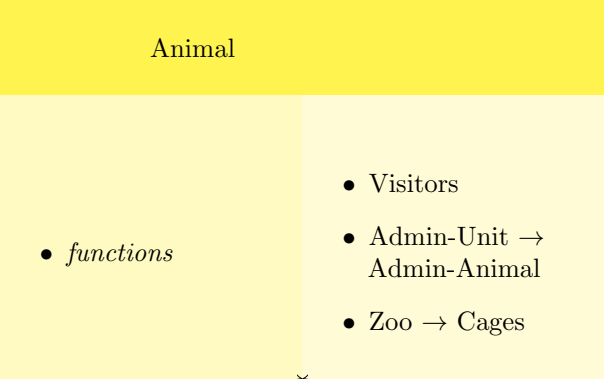 Animal
• functions
• Visitors
• Admin-Unit →
Admin-Animal
• Zoo → Cages